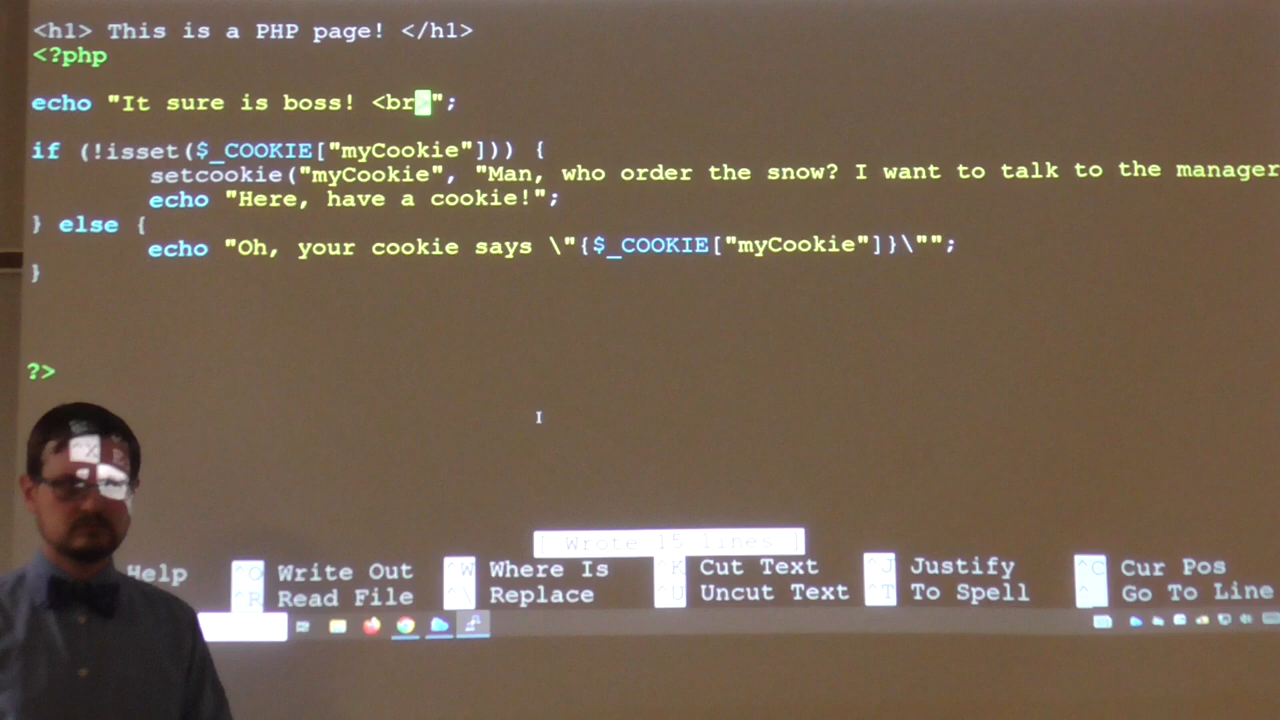 <h1> This is a PHP page! </h1>
<?php
echo "It sure is boss! <br>";
if (!isset($_COOKIE["myCookie"])) {
setcookie("myCookie", "Man, who order the snow? I want to talk to the manager
echo "Here, have a cookie!";
} else {
echo "Oh, your cookie says \"{$_COOKIE["myCookie"]}\"";
}
?>
[ Wrote 15 lines ]
Help ^O Write Out ^W Where Is ^K Cut Text ^J Justify ^C Cur Pos
^X ^R Read File ^\ Replace ^U Uncut Text ^T To Spell ^_ Go To Line